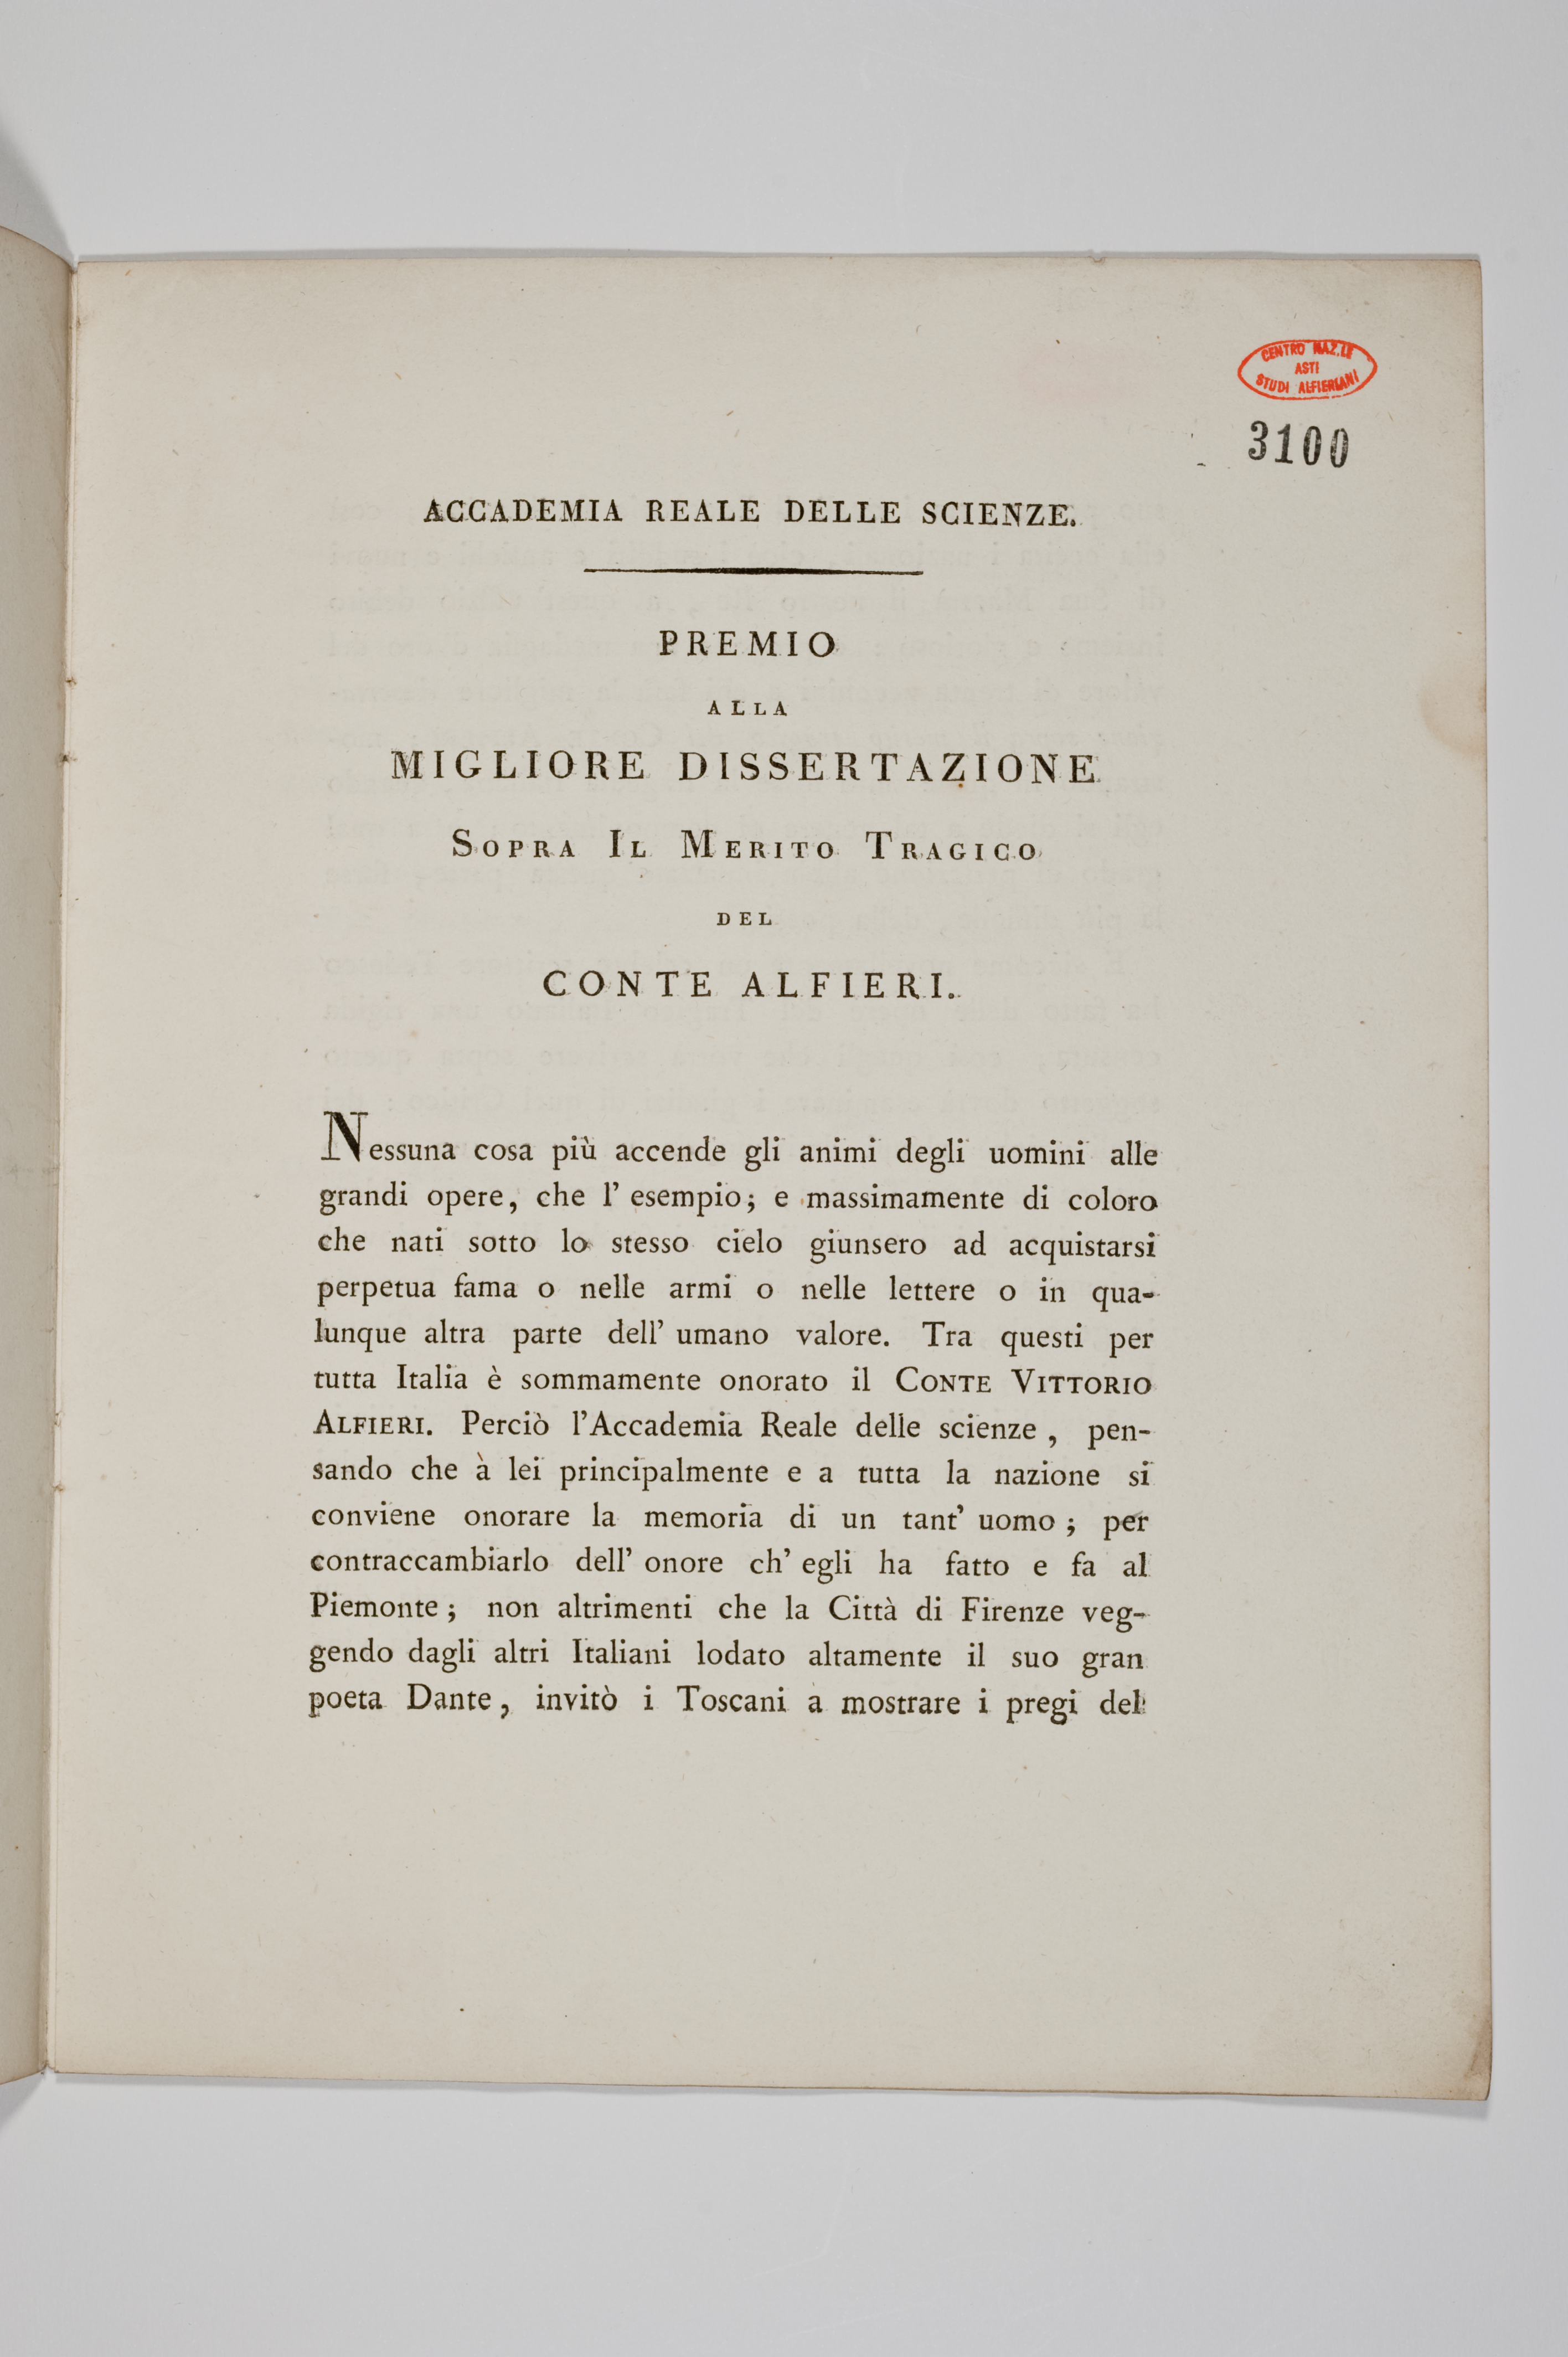 CENTRO NAZ.LE
ASTI
STUDI ALFIERIANI
3100
ACCADEMIA REALE DELLE SCIENZE.
PREMIO
ALLA
MIGLIORE DISSERTAZIONE
SOPRA IL MERITO TRAGICO
DEL
CONTE ALFIERI.
Nessuna cosa più accende gli animi degli uomini alle
grandi opere, che l' esempio; e massimamente di coloro
che nati sotto lo stesso cielo giunsero ad acquistarsi
perpetua fama o nelle armi o nelle lettere o in qua-
lunque altra parte dell' umano valore. Tra questi per
tutta Italia è sommamente onorato il CONTE VITTORIO
ALFIERI. Perciò l'Accademia Reale delle scienze, pen-
sando che à lei principalmente e a tutta la nazione si
conviene onorare la memoria di un tant' uomo; per
contraccambiarlo dell' onore ch' egli ha fatto e fa al
Piemonte; non altrimenti che la Città di Firenze veg-
gendo dagli altri Italiani lodato altamente il suo gran
poeta Dante, invitò i Toscani a mostrare i pregi del